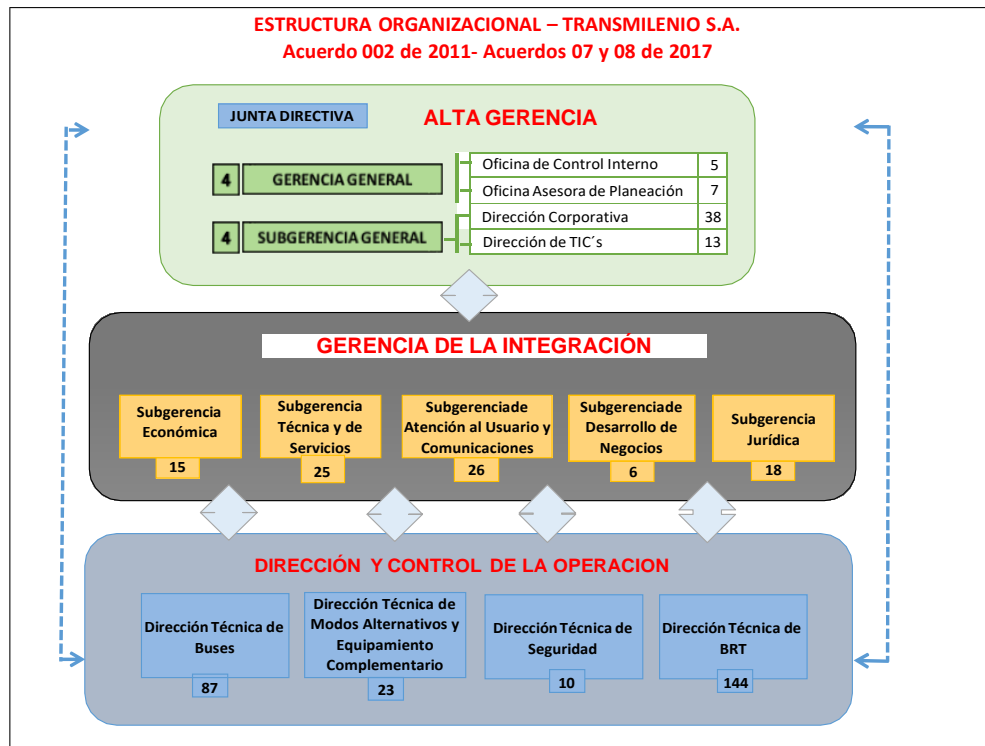 ESTRUCTURA ORGANIZACIONAL – TRANSMILENIO S.A.
Acuerdo 002 de 2011- Acuerdos 07 y 08 de 2017
JUNTA DIRECTIVA
ALTA GERENCIA
4 GERENCIA GENERAL
Oficina de Control Interno 5
Oficina Asesora de Planeación 7
4 SUBGERENCIA GENERAL
Dirección Corporativa 38
Dirección de TIC´s 13
GERENCIA DE LA INTEGRACIÓN
Subgerencia
Económica
15
Subgerencia
Técnica y de
Servicios
25
Subgerenciade
Atención al Usuario y
Comunicaciones
26
Subgerenciade
Desarrollo de
Negocios
6
Subgerencia
Jurídica
18
DIRECCIÓN Y CONTROL DE LA OPERACION
Dirección Técnica de
Buses
87
Dirección Técnica de
Modos Alternativos y
Equipamiento
Complementario
23
Dirección Técnica de
Seguridad
10
Dirección Técnica de
BRT
144